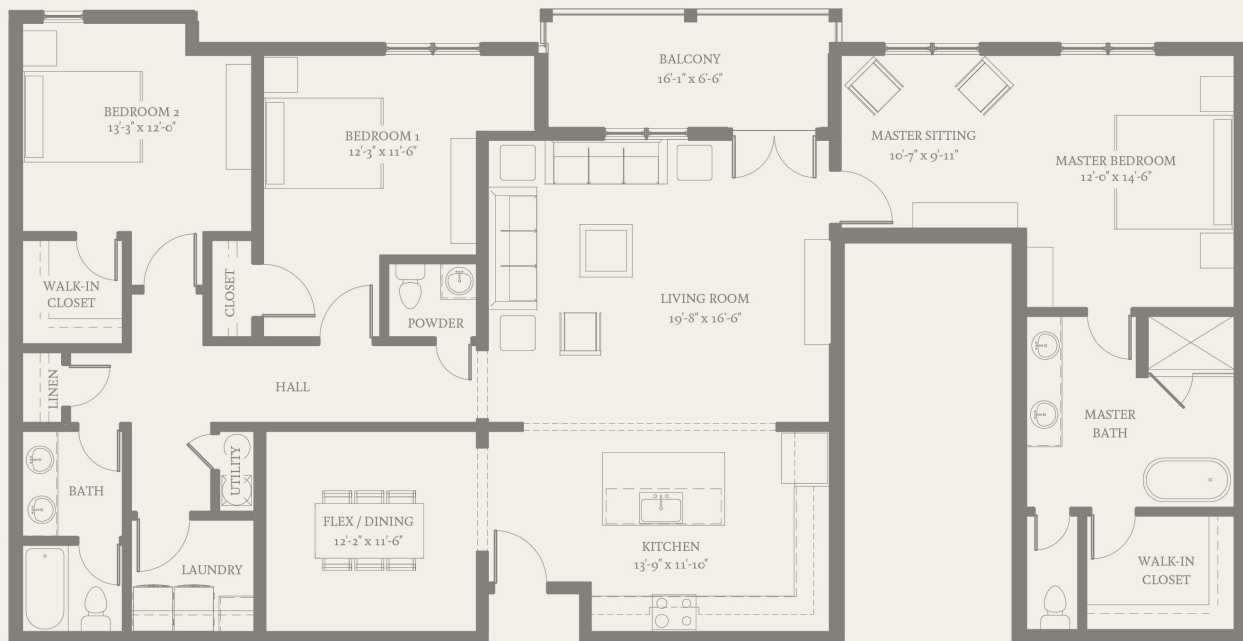 BALCONY
16'-1" x 6'-6"
BEDROOM 2
13'-3" x 12'-0"
BEDROOM 1
12'-3" x 11'-6"
MASTER SITTING
10'-7" x 9'-11"
MASTER BEDROOM
12'-0" x 14'-6"
WALK-IN
CLOSET
CLOSET
POWDER
LIVING ROOM
19'-8" x 16'-6"
LINEN
HALL
MASTER
BATH
BATH
UTILITY
FLEX / DINING
12'-2" x 11'-6"
KITCHEN
13'-9" x 11'-10"
LAUNDRY
WALK-IN
CLOSET